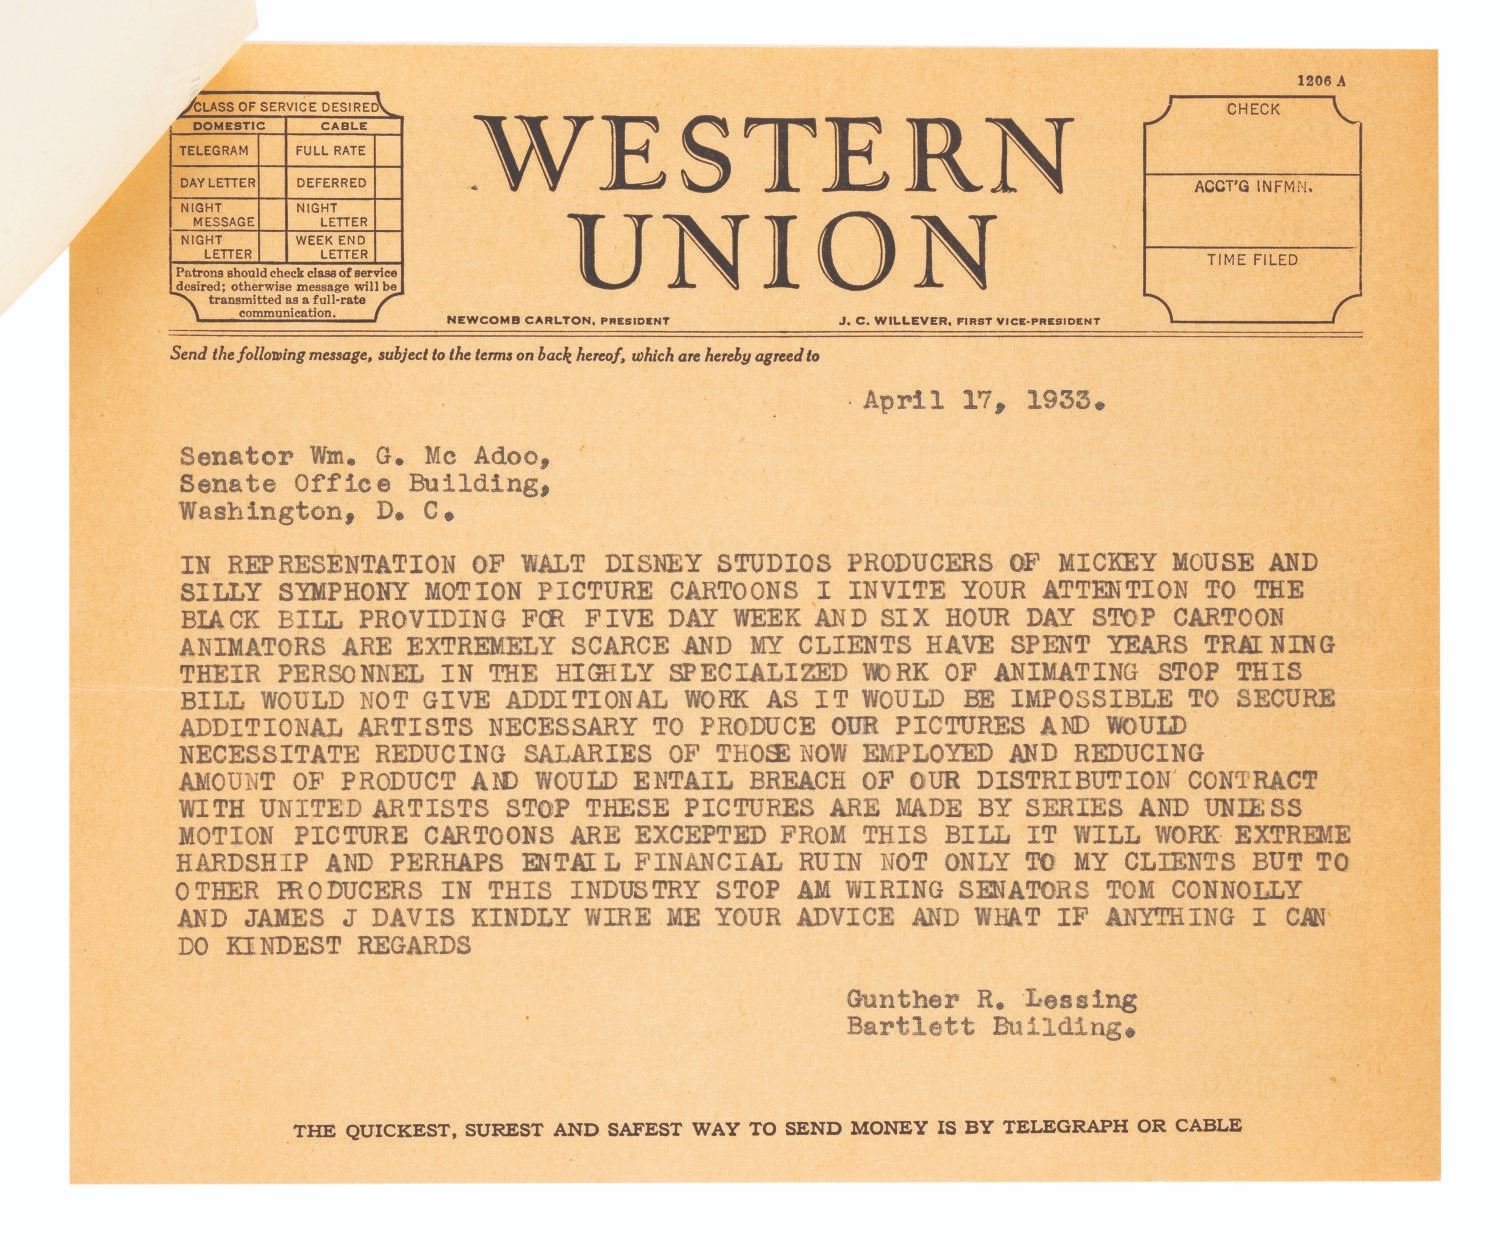 1206 A
CLASS OF SERVICE DESIRED
DOMESTIC CABLE
TELEGRAM FULL RATE
DAY LETTER DEFERRED
NIGHT MESSAGE NIGHT LETTER
NIGHT LETTER WEEK END LETTER
Patrons should check class of service
desired; otherwise message will be
transmitted as a full-rate
communication.
WESTERN
UNION
NEWCOMB CARLTON, PRESIDENT J. C. WILLEVER, FIRST VICE-PRESIDENT
CHECK
ACCT'G INFMN.
TIME FILED
Send the following message, subject to the terms on back hereof, which are hereby agreed to
April 17, 1933.
Senator Wm. G. Mc Adoo,
Senate Office Building,
Washington, D. C.
IN REPRESENTATION OF WALT DISNEY STUDIOS PRODUCERS OF MICKEY MOUSE AND
SILLY SYMPHONY MOTION PICTURE CARTOONS I INVITE YOUR ATTENTION TO THE
BLACK BILL PROVIDING FOR FIVE DAY WEEK AND SIX HOUR DAY STOP CARTOON
ANIMATORS ARE EXTREMELY SCARCE AND MY CLIENTS HAVE SPENT YEARS TRAINING
THEIR PERSONNEL IN THE HIGHLY SPECIALIZED WORK OF ANIMATING STOP THIS
BILL WOULD NOT GIVE ADDITIONAL WORK AS IT WOULD BE IMPOSSIBLE TO SECURE
ADDITIONAL ARTISTS NECESSARY TO PRODUCE OUR PICTURES AND WOULD
NECESSITATE REDUCING SALARIES OF THOSE NOW EMPLOYED AND REDUCING
AMOUNT OF PRODUCT AND WOULD ENTAIL BREACH OF OUR DISTRIBUTION CONTRACT
WITH UNITED ARTISTS STOP THESE PICTURES ARE MADE BY SERIES AND UNLESS
MOTION PICTURE CARTOONS ARE EXCEPTED FROM THIS BILL IT WILL WORK EXTREME
HARDSHIP AND PERHAPS ENTAIL FINANCIAL RUIN NOT ONLY TO MY CLIENTS BUT TO
OTHER PRODUCERS IN THIS INDUSTRY STOP AM WIRING SENATORS TOM CONNOLLY
AND JAMES J DAVIS KINDLY WIRE ME YOUR ADVICE AND WHAT IF ANYTHING I CAN
DO KINDEST REGARDS
Gunther R. Lessing
Bartlett Building.
THE QUICKEST, SUREST AND SAFEST WAY TO SEND MONEY IS BY TELEGRAPH OR CABLE